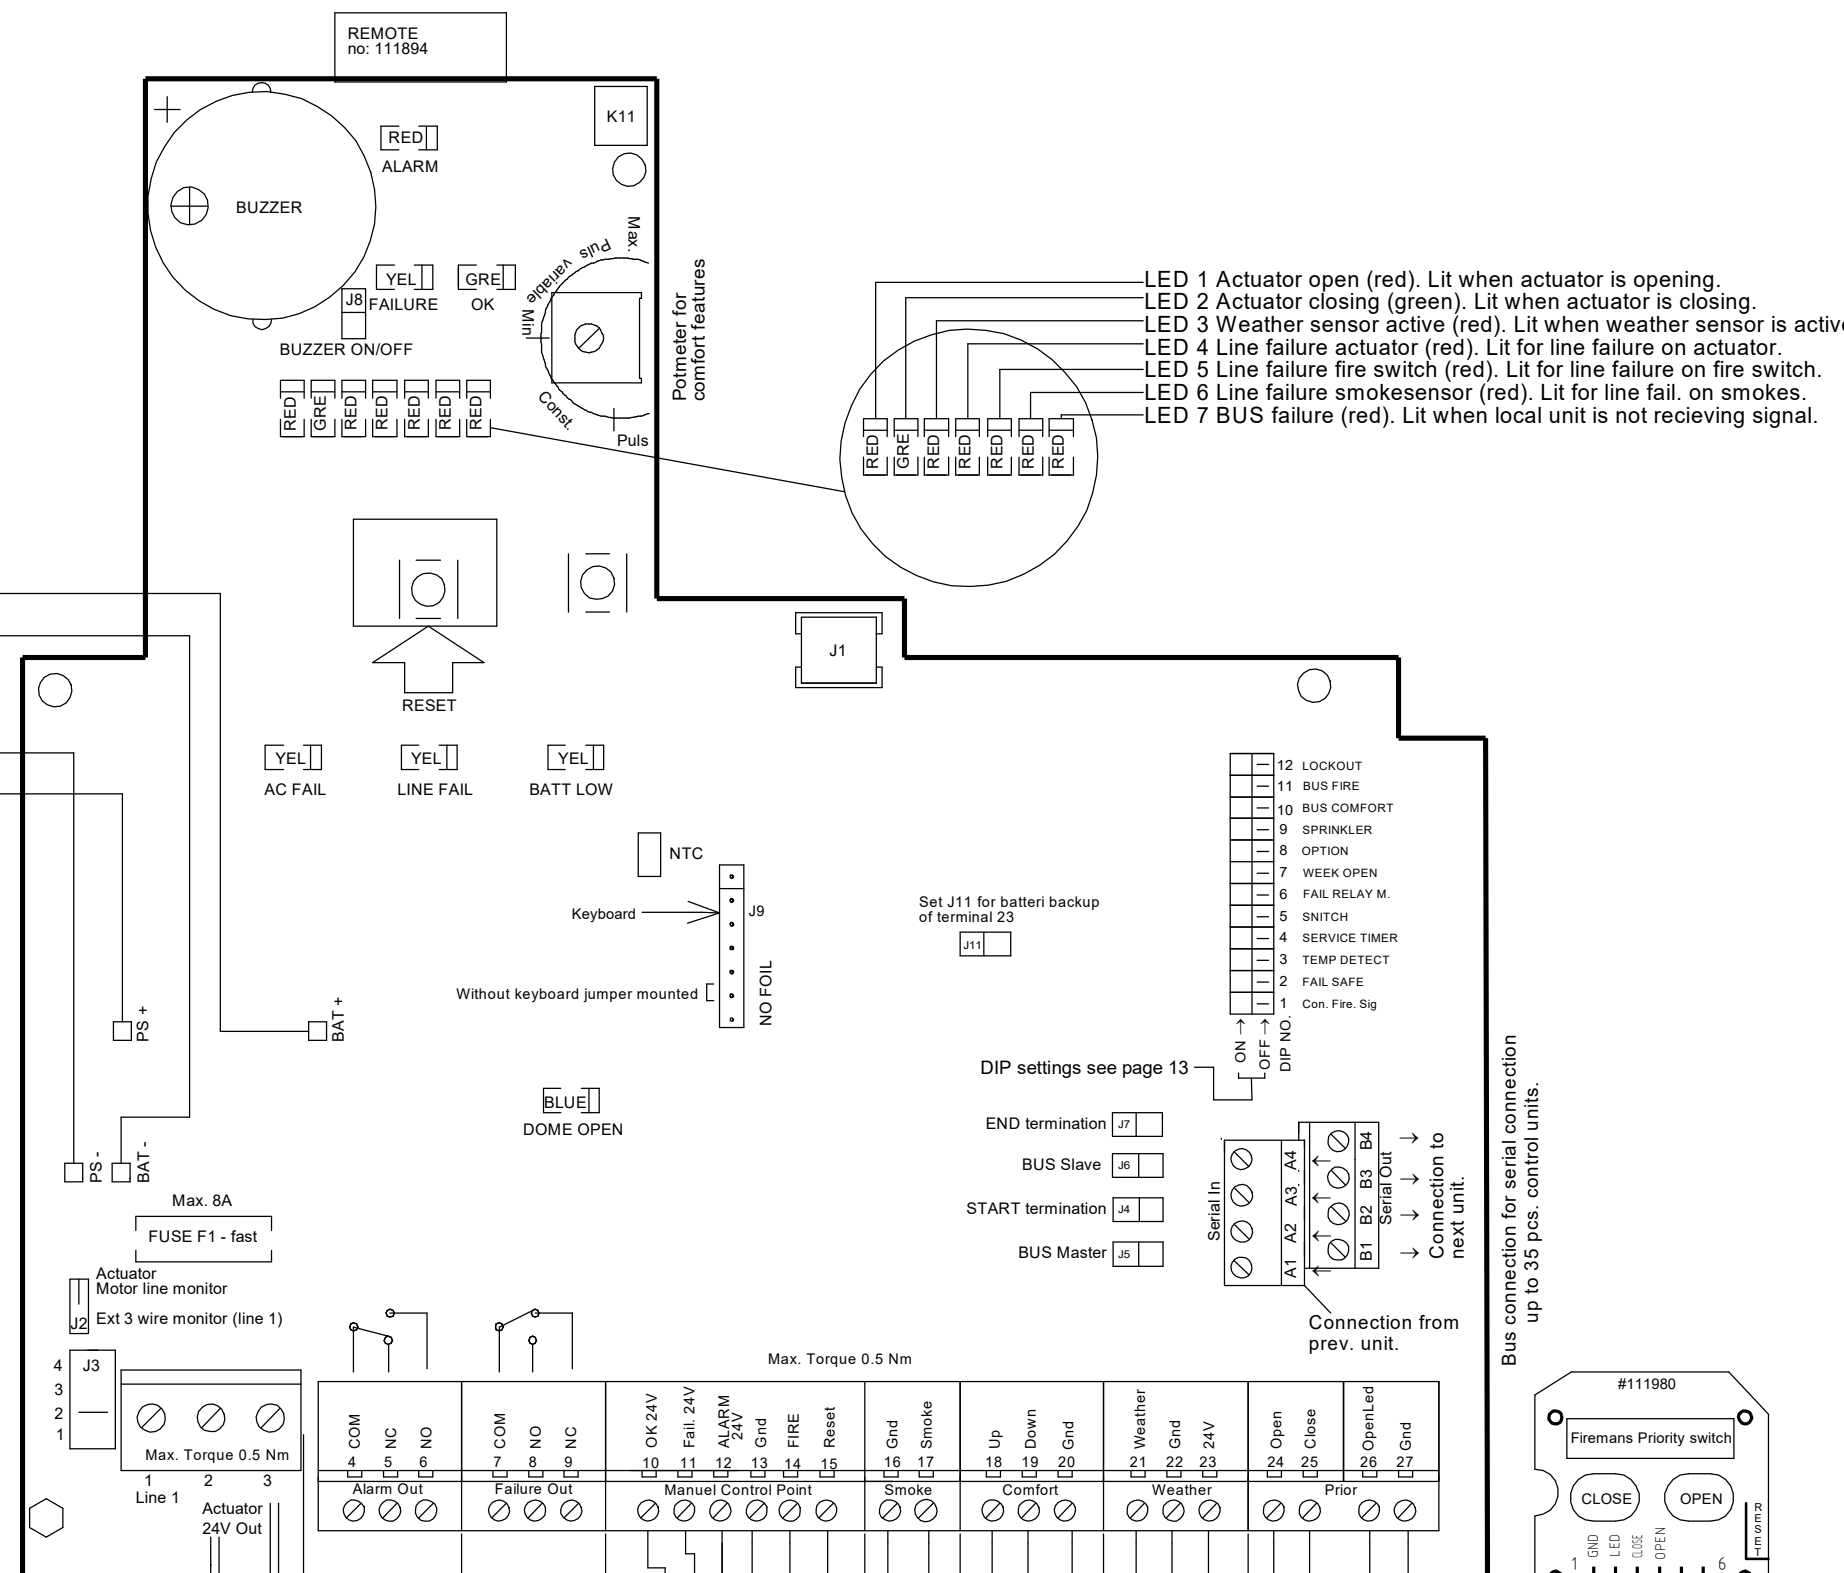 REMOTE
no: 111894
K11
RED
ALARM
BUZZER
Max.
Puls
variable
Min
Const.
Puls
Potmeter for
comfort features
YEL
FAILURE
GRE
OK
J8
BUZZER ON/OFF
RED
GRE
RED
RED
RED
RED
RED
LED 1 Actuator open (red). Lit when actuator is opening.
LED 2 Actuator closing (green). Lit when actuator is closing.
LED 3 Weather sensor active (red). Lit when weather sensor is active
LED 4 Line failure actuator (red). Lit for line failure on actuator.
LED 5 Line failure fire switch (red). Lit for line failure on fire switch.
LED 6 Line failure smokesensor (red). Lit for line fail. on smokes.
LED 7 BUS failure (red). Lit when local unit is not recieving signal.
RED
GRE
RED
RED
RED
RED
RED
RESET
J1
YEL
AC FAIL
YEL
LINE FAIL
YEL
BATT LOW
NTC
Keyboard
J9
Without keyboard jumper mounted
NO FOIL
Set J11 for batteri backup
of terminal 23
J11
12 LOCKOUT
11 BUS FIRE
10 BUS COMFORT
9 SPRINKLER
8 OPTION
7 WEEK OPEN
6 FAIL RELAY M.
5 SNITCH
4 SERVICE TIMER
3 TEMP DETECT
2 FAIL SAFE
1 Con. Fire. Sig
ON
OFF
DIP NO.
DIP settings see page 13
PS +
BAT +
PS -
BAT -
BLUE
DOME OPEN
END termination J7
BUS Slave J6
START termination J4
BUS Master J5
Serial In
A4
A3
A2
A1
B4
B3
B2
B1
Serial Out
Connection to
next unit.
Connection from
prev. unit.
Bus connection for serial connection
up to 35 pcs. control units.
Max. 8A
FUSE F1 - fast
Actuator
Motor line monitor
Ext 3 wire monitor (line 1)
J2
J3
4
3
2
1
Max. Torque 0.5 Nm
1 2 3
Line 1
Actuator
24V Out
Max. Torque 0.5 Nm
COM
NC
NO
COM
NO
NC
OK 24V
Fail. 24V
ALARM
24V
Gnd
FIRE
Reset
Gnd
Smoke
Up
Down
Gnd
Weather
Gnd
24V
Open
Close
OpenLed
Gnd
4 5 6 7 8 9 10 11 12 13 14 15 16 17 18 19 20 21 22 23 24 25 26 27
Alarm Out Failure Out Manuel Control Point Smoke Comfort Weather Prior
#111980
Firemans Priority switch
CLOSE OPEN
RESET
GND
LED
CLOSE
OPEN
1 6